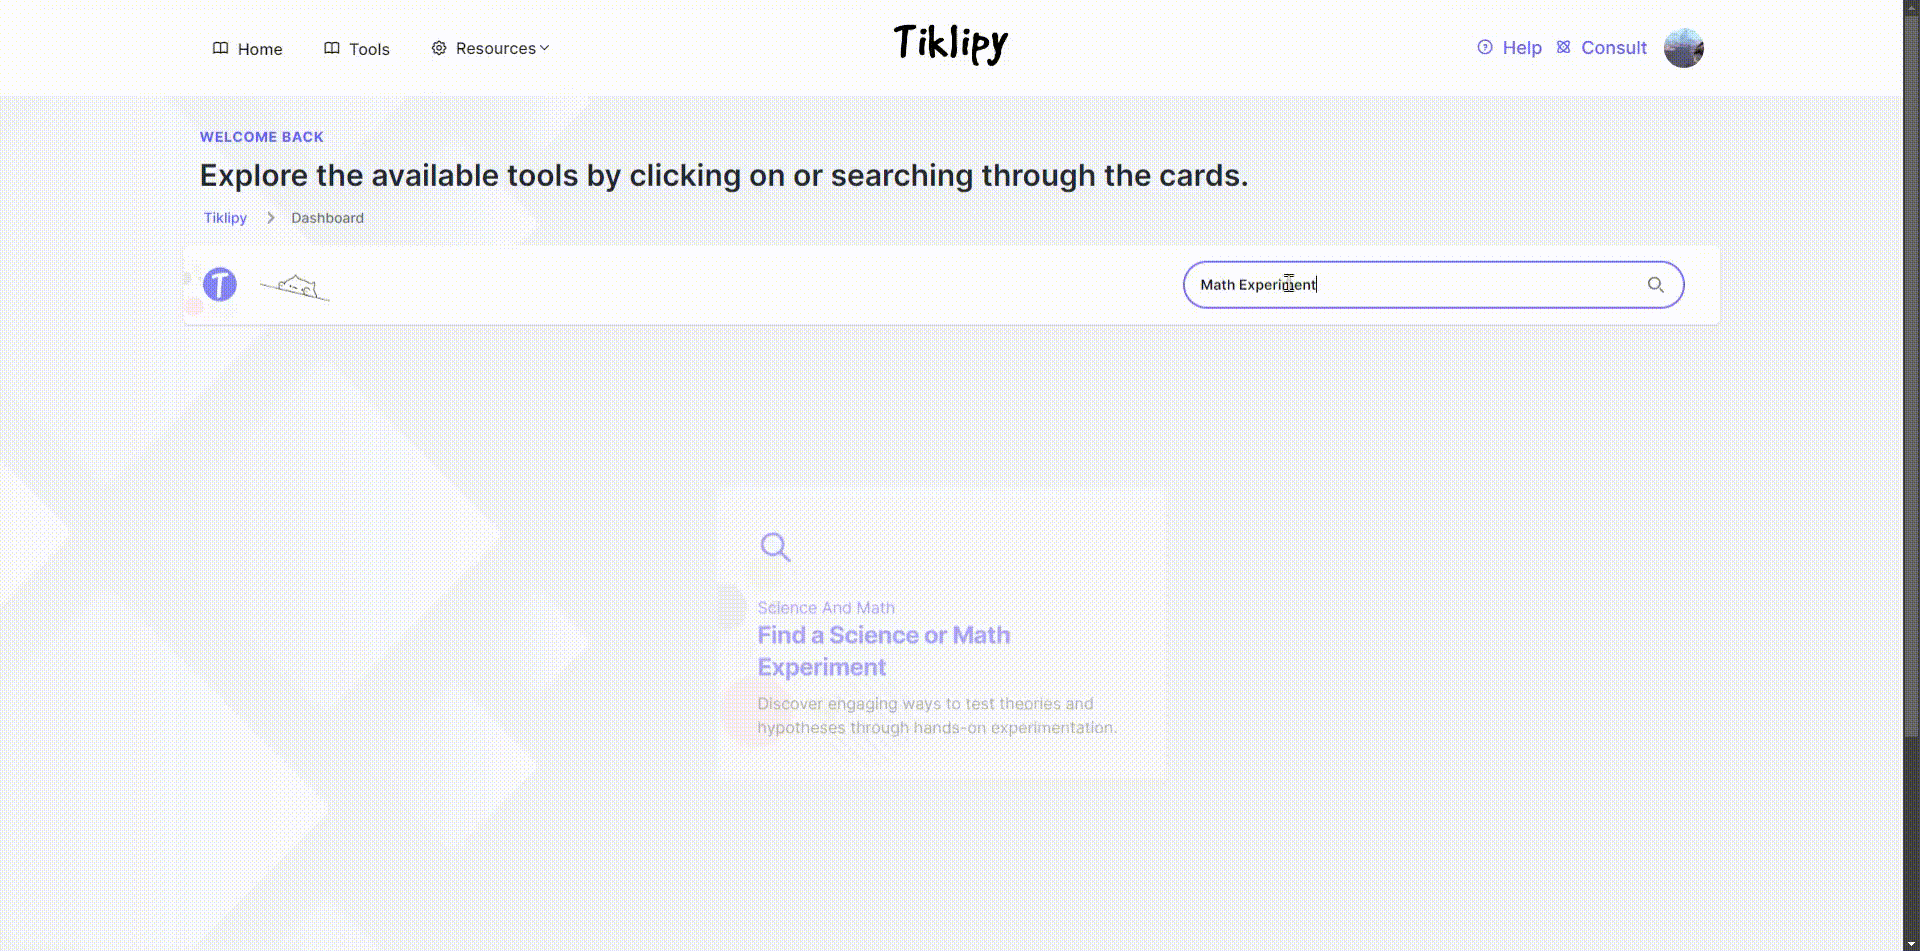 Home
Tools
Resources
Tiklipy
Help
Consult
WELCOME BACK
Explore the available tools by clicking on or searching through the cards.
Tiklipy
Dashboard
T
Math Experiment
Science And Math
Find a Science or Math
Experiment
Discover engaging ways to test theories and
hypotheses through hands-on experimentation.